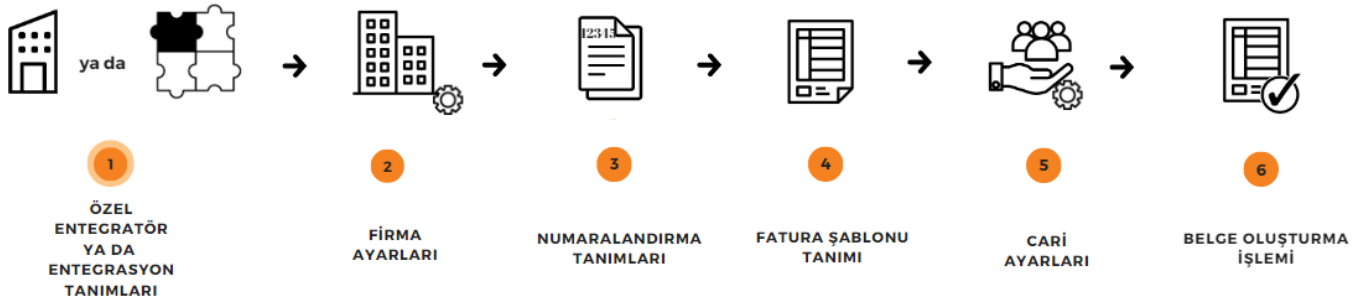 ya da
12345
1
ÖZEL
ENTEGRATÖR
YA DA
ENTEGRASYON
TANIMLARI
2
FİRMA
AYARLARI
3
NUMARALANDIRMA
TANIMLARI
4
FATURA ŞABLONU
TANIMI
5
CARİ
AYARLARI
6
BELGE OLUŞTURMA
İŞLEMİ